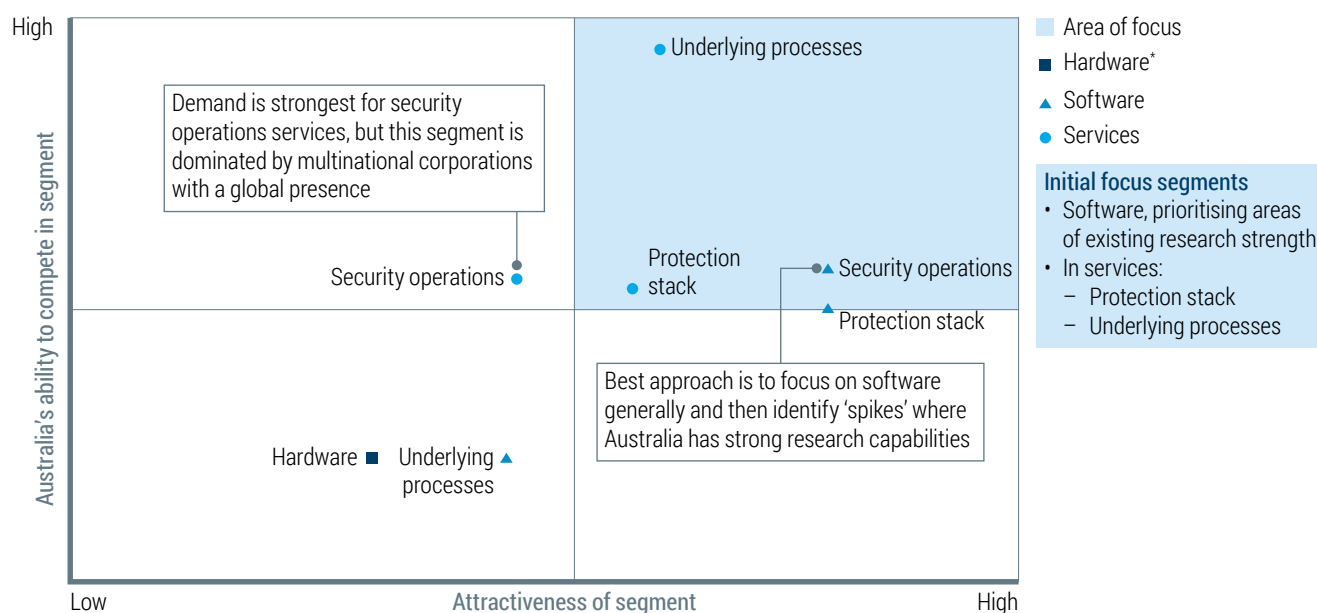 High
Underlying processes
Demand is strongest for security
operations services, but this segment is
dominated by multinational corporations
with a global presence
Australia's ability to compete in segment
Security operations
Protection
stack
Security operations
Protection stack
Best approach is to focus on software
generally and then identify ‘spikes’ where
Australia has strong research capabilities
Hardware
Underlying
processes
Low
Attractiveness of segment
High
Area of focus
Hardware*
Software
Services
Initial focus segments
• Software, prioritising areas
of existing research strength
• In services:
– Protection stack
– Underlying processes